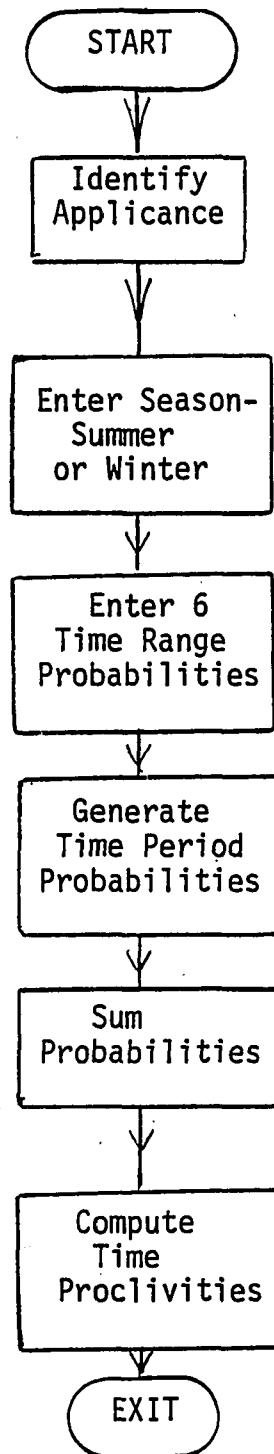 START
Identify
Applicance
Enter Season-
Summer
or Winter
Enter 6
Time Range
Probabilities
Generate
Time Period
Probabilities
Sum
Probabilities
Compute
Time
Proclivities
EXIT